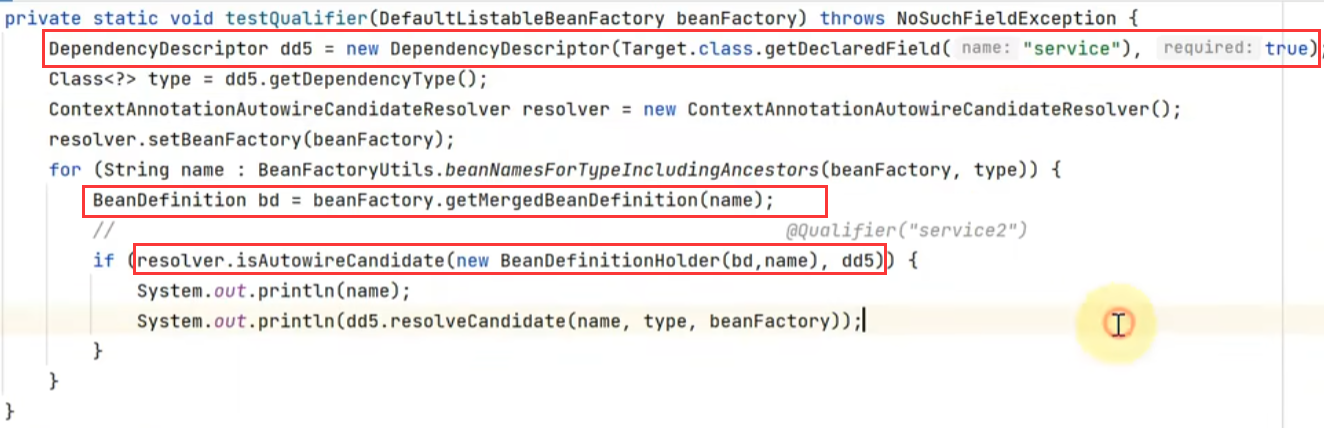 private static void testQualifier(DefaultListableBeanFactory beanFactory) throws NoSuchFieldException {
DependencyDescriptor dd5 = new DependencyDescriptor(Target.class.getDeclaredField( name: "service"), required: true);
Class<?> type = dd5.getDependencyType();
ContextAnnotationAutowireCandidateResolver resolver = new ContextAnnotationAutowireCandidateResolver();
resolver.setBeanFactory(beanFactory);
for (String name : BeanFactoryUtils.beanNamesForTypeIncludingAncestors(beanFactory, type)) {
BeanDefinition bd = beanFactory.getMergedBeanDefinition(name);
// @Qualifier("service2")
if (resolver.isAutowireCandidate(new BeanDefinitionHolder(bd,name), dd5)) {
System.out.println(name);
System.out.println(dd5.resolveCandidate(name, type, beanFactory));
}
}
}